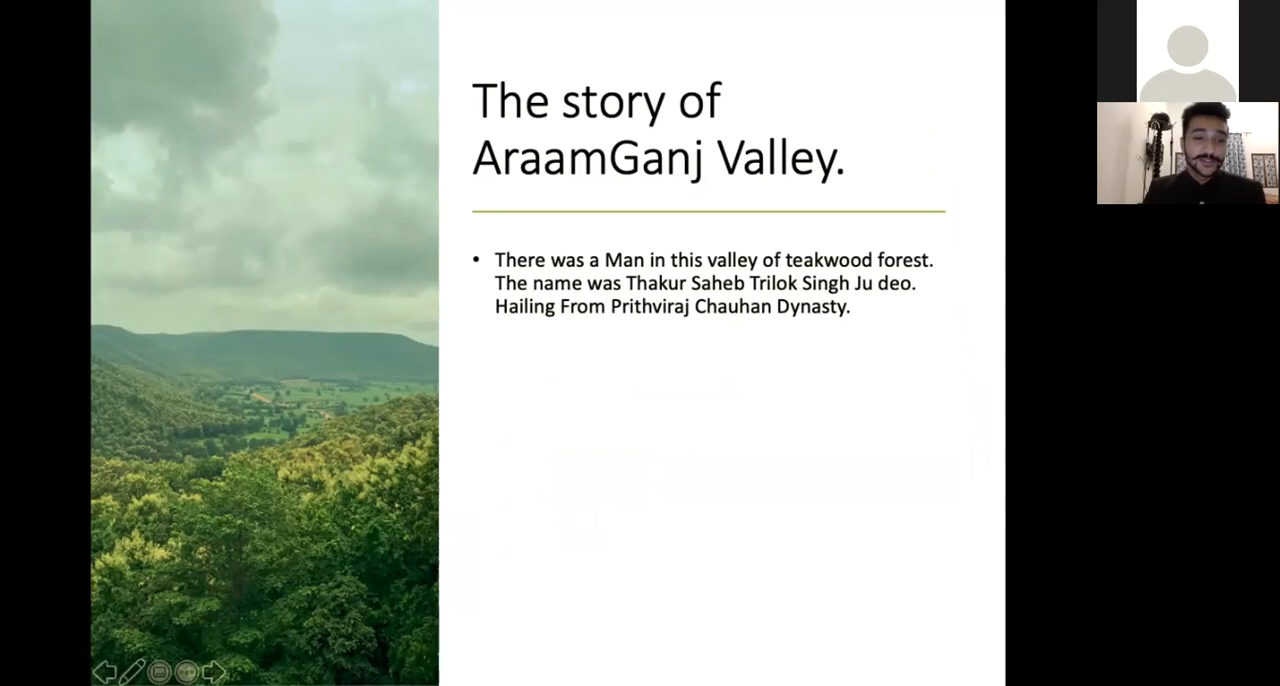 The story of
AraamGanj Valley.
• There was a Man in this valley of teakwood forest.
The name was Thakur Saheb Trilok Singh Ju deo.
Hailing From Prithviraj Chauhan Dynasty.